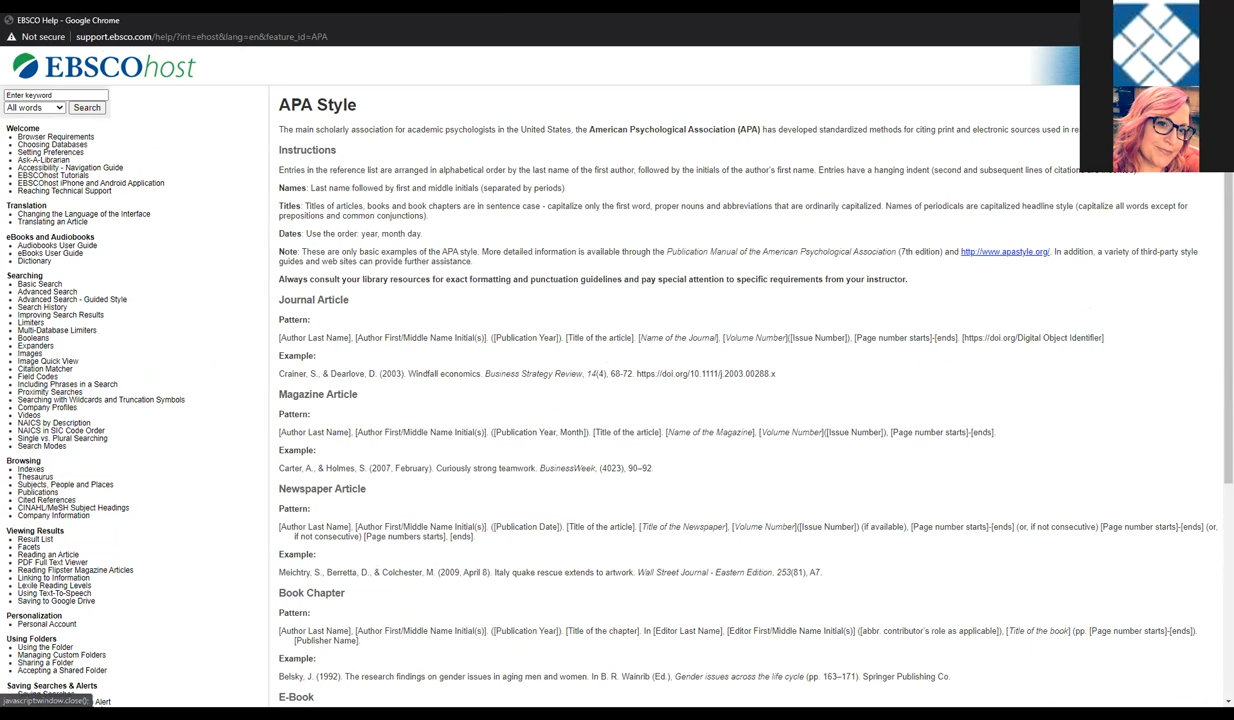 EBSCO Help - Google Chrome
Not secure | support.ebsco.com/help/?int=ehost&lang=en&feature_id=APA
EBSCOhost
Enter keyword
All words Search
Welcome
Browser Requirements
Choosing Databases
Setting Preferences
Ask-A-Librarian
Accessibility - Navigation Guide
EBSCOhost Tutorials
EBSCOhost iPhone and Android Application
Reaching Technical Support
Translation
Changing the Language of the Interface
Translating an Article
eBooks and Audiobooks
Audiobooks User Guide
eBooks User Guide
Dictionary
Searching
Basic Search
Advanced Search
Advanced Search - Guided Style
Search History
Improving Search Results
Limiters
Multi-Database Limiters
Booleans
Expanders
Images
Image Quick View
Citation Matcher
Field Codes
Including Phrases in a Search
Proximity Searches
Searching with Wildcards and Truncation Symbols
Company Profiles
Videos
NAICS by Description
NAICS in SIC Code Order
Single vs. Plural Searching
Search Modes
Browsing
Indexes
Thesaurus
Subjects, People and Places
Publications
Cited References
CINAHL/MeSH Subject Headings
Company Information
Viewing Results
Result List
Facets
Reading an Article
PDF Full Text Viewer
Reading Flipster Magazine Articles
Linking to Information
Lexile Reading Levels
Using Text-To-Speech
Saving to Google Drive
Personalization
Personal Account
Using Folders
Using the Folder
Managing Custom Folders
Sharing a Folder
Accepting a Shared Folder
Saving Searches & Alerts
javascript:window.close(); Alert
APA Style
The main scholarly association for academic psychologists in the United States, the American Psychological Association (APA) has developed standardized methods for citing print and electronic sources used in
Instructions
Entries in the reference list are arranged in alphabetical order by the last name of the first author, followed by the initials of the author's first name. Entries have a hanging indent (second and subsequent lines of citation
Names: Last name followed by first and middle initials (separated by periods).
Titles: Titles of articles, books and book chapters are in sentence case - capitalize only the first word, proper nouns and abbreviations that are ordinarily capitalized. Names of periodicals are capitalized headline style (capitalize all words except for
prepositions and common conjunctions).
Dates: Use the order: year, month day.
Note: These are only basic examples of the APA style. More detailed information is available through the Publication Manual of the American Psychological Association (7th edition) and http://www.apastyle.org/. In addition, a variety of third-party style
guides and web sites can provide further assistance.
Always consult your library resources for exact formatting and punctuation guidelines and pay special attention to specific requirements from your instructor.
Journal Article
Pattern:
[Author Last Name], [Author First/Middle Name Initial(s)]. ([Publication Year]). [Title of the article]. [Name of the Journal], [Volume Number]([Issue Number]), [Page number starts]-[ends]. [https://doi.org/Digital Object Identifier]
Example:
Crainer, S., & Dearlove, D. (2003). Windfall economics. Business Strategy Review, 14(4), 68-72. https://doi.org/10.1111/j.2003.00288.x
Magazine Article
Pattern:
[Author Last Name], [Author First/Middle Name Initial(s)]. ([Publication Year, Month]). [Title of the article]. [Name of the Magazine], [Volume Number]([Issue Number]), [Page number starts]-[ends].
Example:
Carter, A., & Holmes, S. (2007, February). Curiously strong teamwork. BusinessWeek, (4023), 90–92.
Newspaper Article
Pattern:
[Author Last Name], [Author First/Middle Name Initial(s)]. ([Publication Date]). [Title of the article]. [Title of the Newspaper], [Volume Number]([Issue Number]) (if available), [Page number starts]-[ends] (or, if not consecutive) [Page number starts]-[ends] (or,
if not consecutive) [Page numbers starts], [ends].
Example:
Meichtry, S., Berretta, D., & Colchester, M. (2009, April 8). Italy quake rescue extends to artwork. Wall Street Journal - Eastern Edition, 253(81), A7.
Book Chapter
Pattern:
[Author Last Name], [Author First/Middle Name Initial(s)]. ([Publication Year]). [Title of the chapter]. In [Editor Last Name], [Editor First/Middle Name Initial(s)] ([abbr. contributor's role as applicable]), [Title of the book] (pp. [Page number starts]-[ends]).
[Publisher Name].
Example:
Belsky, J. (1992). The research findings on gender issues in aging men and women. In B. R. Wainrib (Ed.), Gender issues across the life cycle (pp. 163–171). Springer Publishing Co.
E-Book